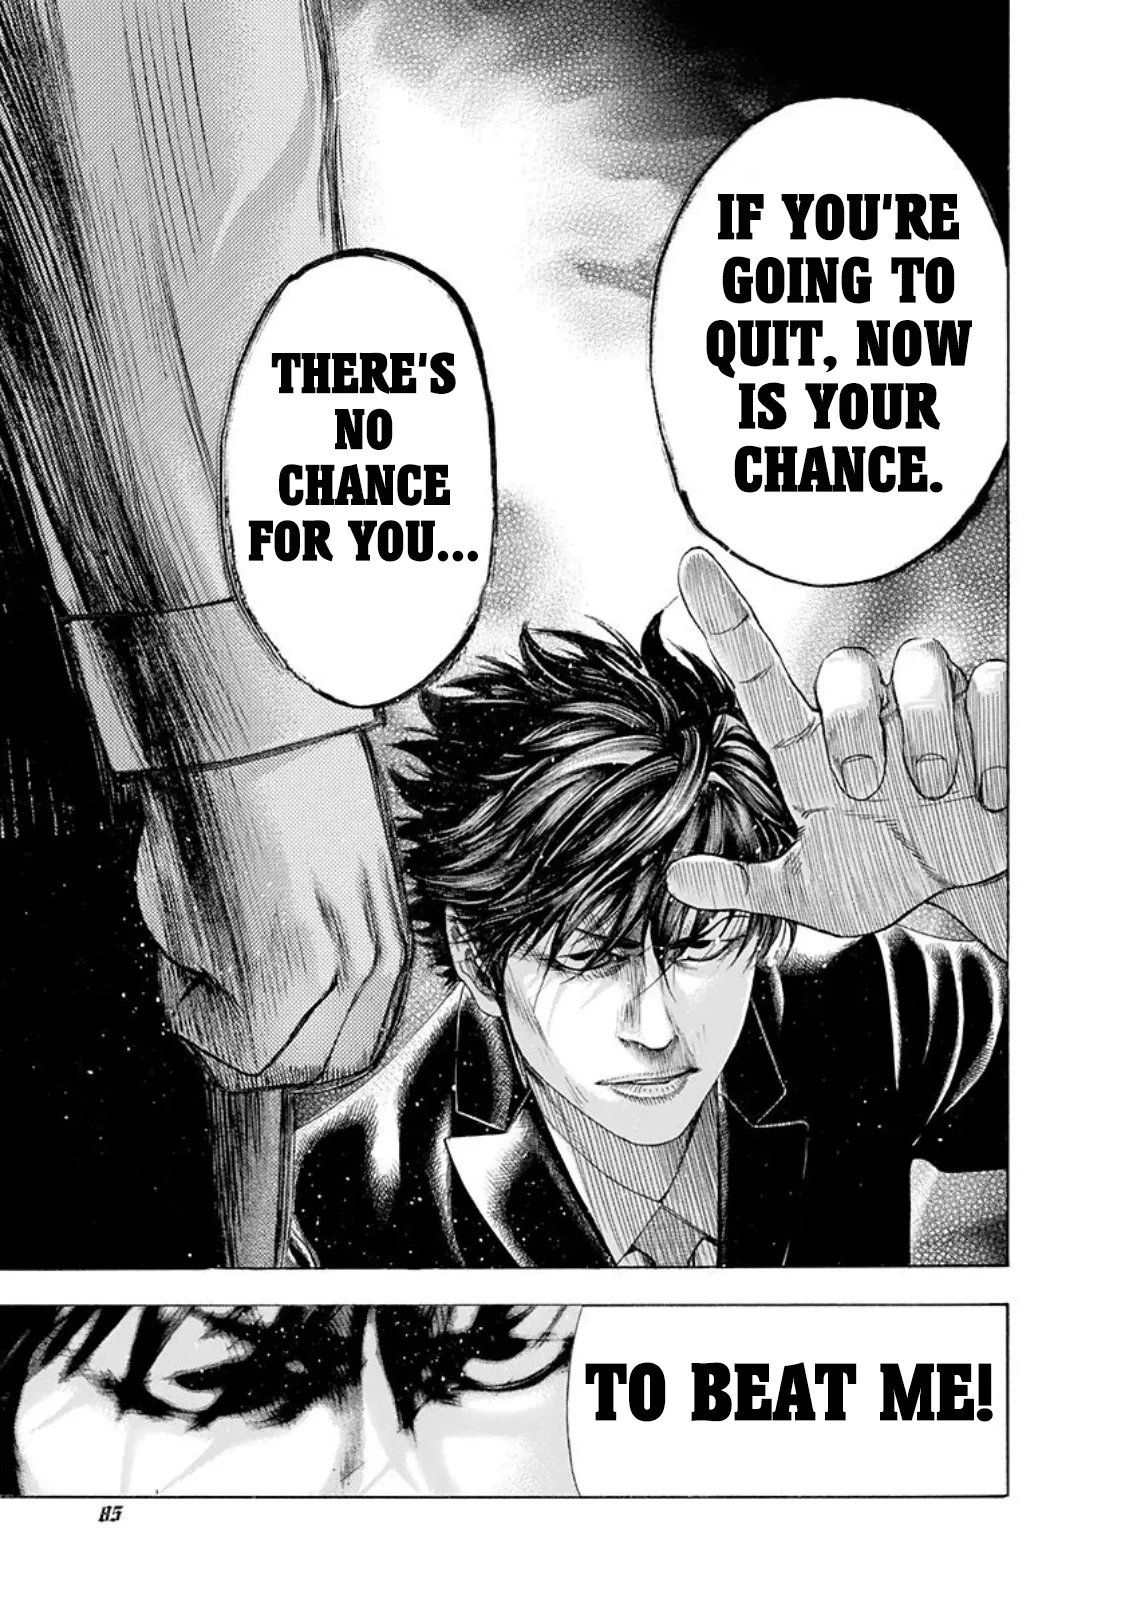 IF YOU'RE
GOING TO
QUIT, NOW
IS YOUR
CHANCE.
THERE'S
NO
CHANCE
FOR YOU...
TO BEAT ME!
85